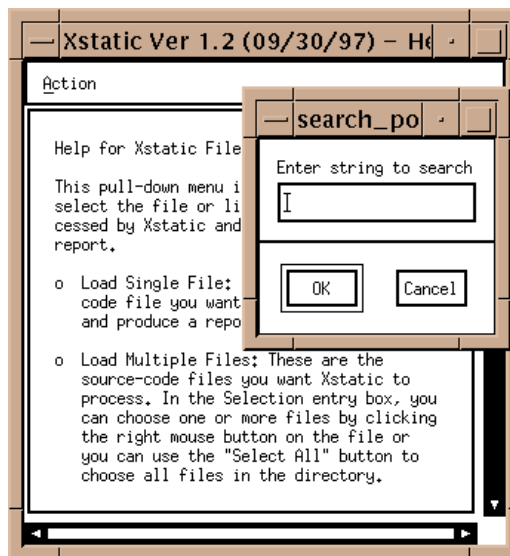 Xstatic Ver 1.2 (09/30/97) – He
Action
search_po
Enter string to search
OK
Cancel
Help for Xstatic File
This pull-down menu i
select the file or li
cessed by Xstatic and
report.
o Load Single File:
code file you want
and produce a repo
o Load Multiple Files: These are the
source-code files you want Xstatic to
process. In the Selection entry box, you
can choose one or more files by clicking
the right mouse button on the file or
you can use the "Select All" button to
choose all files in the directory.